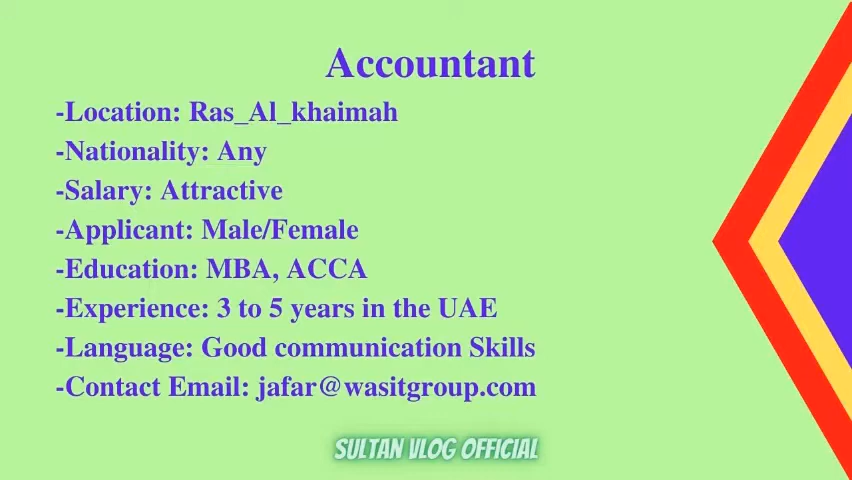 Accountant
-Location: Ras_Al_khaimah
-Nationality: Any
-Salary: Attractive
-Applicant: Male/Female
-Education: MBA, ACCA
-Experience: 3 to 5 years in the UAE
-Language: Good communication Skills
-Contact Email: jafar@wasitgroup.com
SULTAN VLOG OFFICIAL